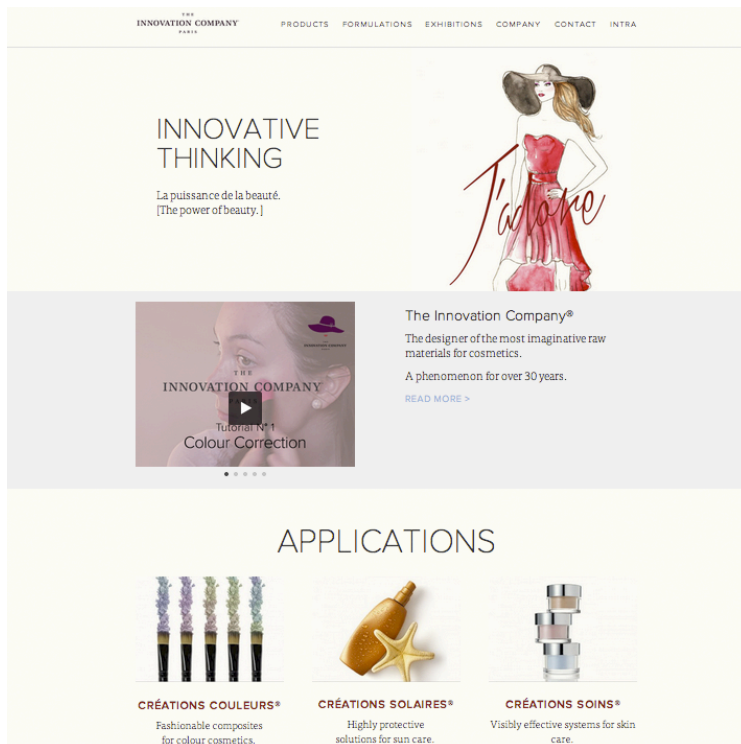 THE
INNOVATION COMPANY
PARIS
PRODUCTS FORMULATIONS EXHIBITIONS COMPANY CONTACT INTRA
INNOVATIVE
THINKING
La puissance de la beauté.
[The power of beauty. ]
J'adore
THE
INNOVATION COMPANY
PARIS
Tutorial N° 1
Colour Correction
The Innovation Company®
The designer of the most imaginative raw
materials for cosmetics.
A phenomenon for over 30 years.
READ MORE >
APPLICATIONS
CRÉATIONS COULEURS®
Fashionable composites
for colour cosmetics.
CRÉATIONS SOLAIRES®
Highly protective
solutions for sun care.
CRÉATIONS SOINS®
Visibly effective systems for skin
care.